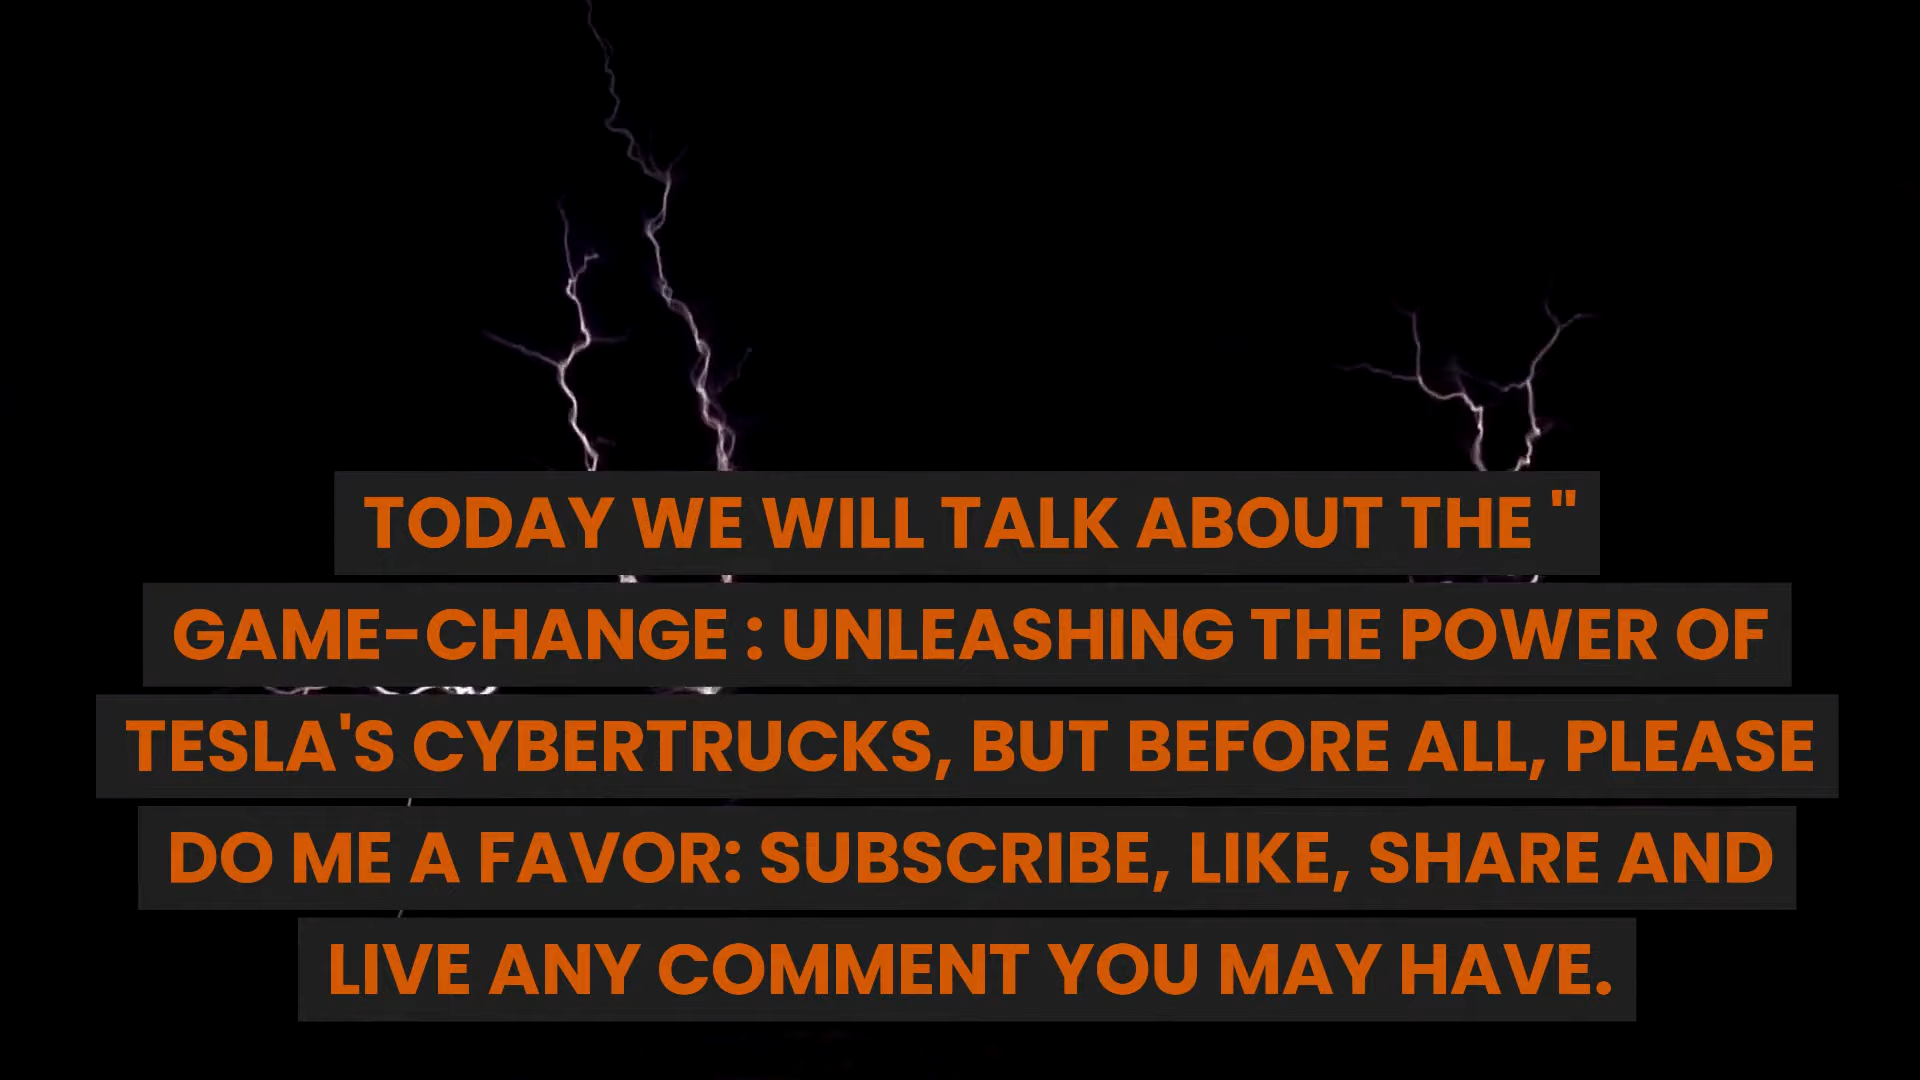 TODAY WE WILL TALK ABOUT THE "
GAME-CHANGE : UNLEASHING THE POWER OF
TESLA'S CYBERTRUCKS, BUT BEFORE ALL, PLEASE
DO ME A FAVOR: SUBSCRIBE, LIKE, SHARE AND
LIVE ANY COMMENT YOU MAY HAVE.